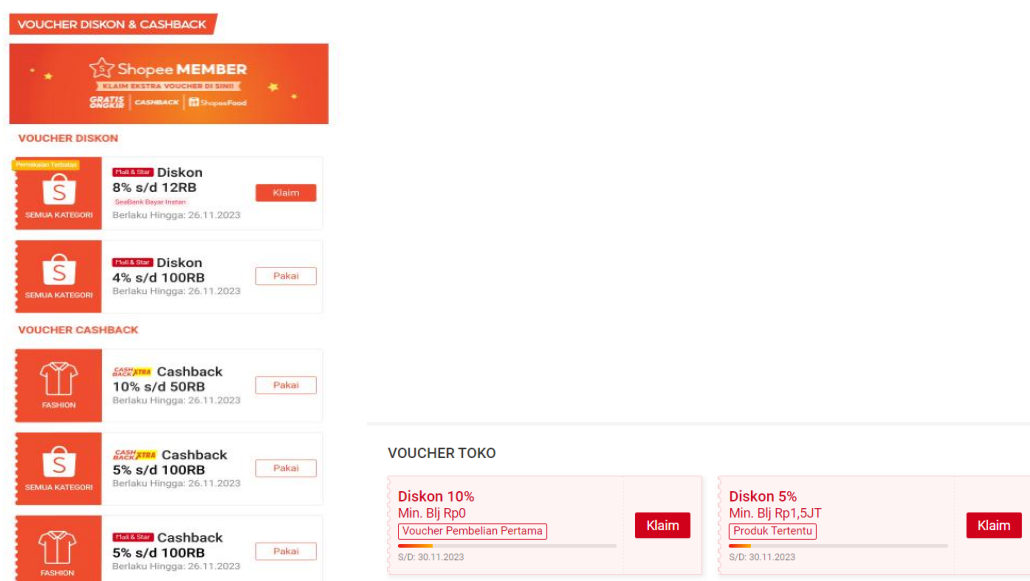 VOUCHER DISKON & CASHBACK
Shopee MEMBER
KLAIM EKSTRA VOUCHER DI SINI!
GRATIS ONGKIR | CASHBACK | ShopeeFood
VOUCHER DISKON
Pemakaian Terbatas
SEMUA KATEGORI
Mall & Star Diskon
8% s/d 12RB
SeaBank Bayar Instan
Berlaku Hingga: 26.11.2023
Klaim
SEMUA KATEGORI
Mall & Star Diskon
4% s/d 100RB
Berlaku Hingga: 26.11.2023
Pakai
VOUCHER CASHBACK
FASHION
CASHBACK XTRA Cashback
10% s/d 50RB
Berlaku Hingga: 26.11.2023
Pakai
SEMUA KATEGORI
CASHBACK XTRA Cashback
5% s/d 100RB
Berlaku Hingga: 26.11.2023
Pakai
FASHION
Mall & Star Cashback
5% s/d 100RB
Berlaku Hingga: 26.11.2023
Pakai
VOUCHER TOKO
Diskon 10%
Min. Blj Rp0
Voucher Pembelian Pertama
S/D: 30.11.2023
Klaim
Diskon 5%
Min. Blj Rp1,5JT
Produk Tertentu
S/D: 30.11.2023
Klaim